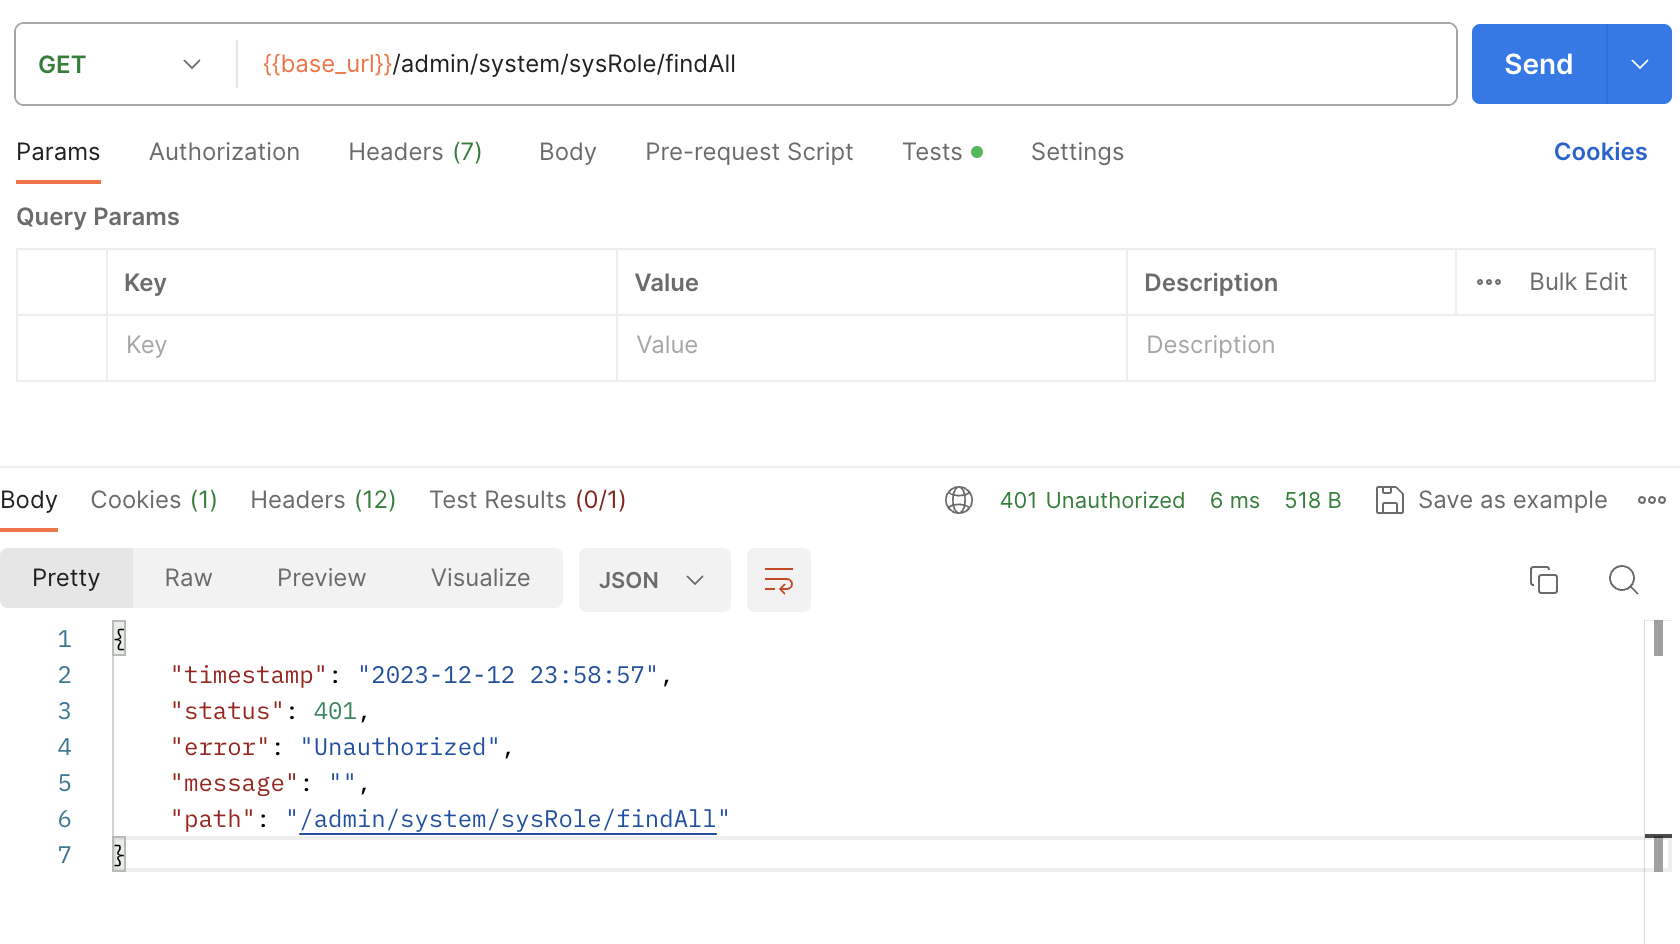 GET {{base_url}}/admin/system/sysRole/findAll Send
Params Authorization Headers (7) Body Pre-request Script Tests Settings Cookies
Query Params
Key Value Description Bulk Edit
Key Value Description
Body Cookies (1) Headers (12) Test Results (0/1) 401 Unauthorized 6 ms 518 B Save as example
Pretty Raw Preview Visualize JSON
1 {
2 "timestamp": "2023-12-12 23:58:57",
3 "status": 401,
4 "error": "Unauthorized",
5 "message": "",
6 "path": "/admin/system/sysRole/findAll"
7 }